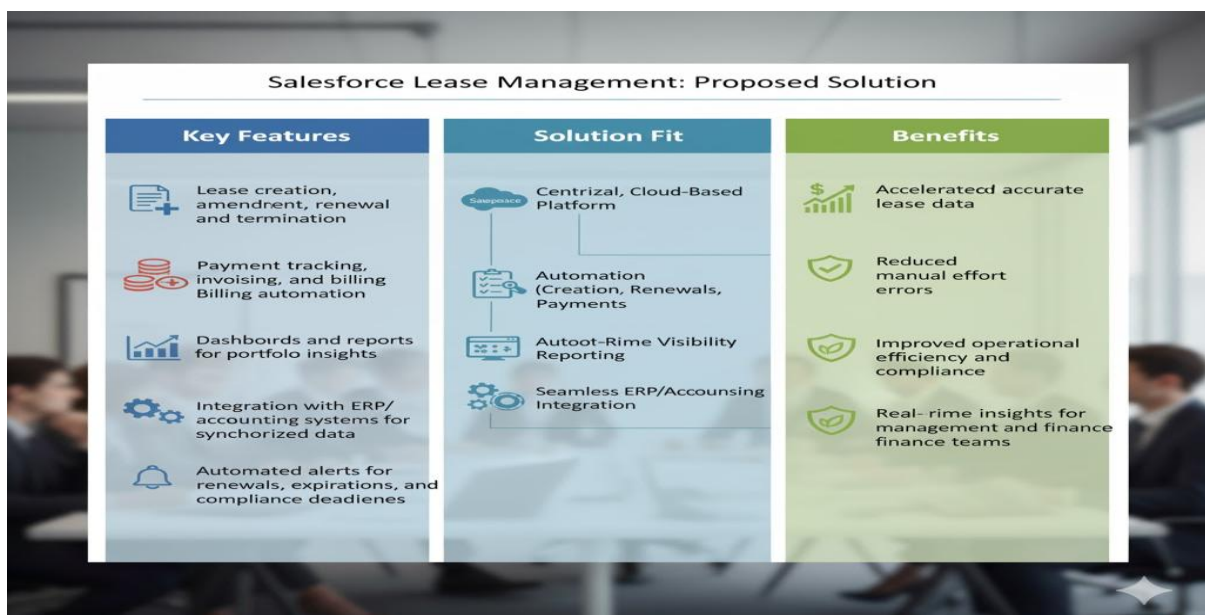 Salesforce Lease Management: Proposed Solution
Key Features
Lease creation,
amendrent, renewal
and termination
Payment tracking,
invoising, and billing
Billing automation
Dashboirds and reports
for portfolo insights
Integration with ERP/
accounting systems for
synchorized data
Automated alerts for
renewals, expirations, and
compliance deadienes
Solution Fit
Centrizal, Cloud-Based
Platform
Automation
(Creation, Renewals,
Payments
Autoot-Rime Visibility
Reporting
Seamless ERP/Accounsing
Integration
Benefits
Acceleratecd accurate
lease data
Reduced
manual effort
errors
Improved operational
efficiency and
compliance
Real-rime insights for
management and finance
finance teams